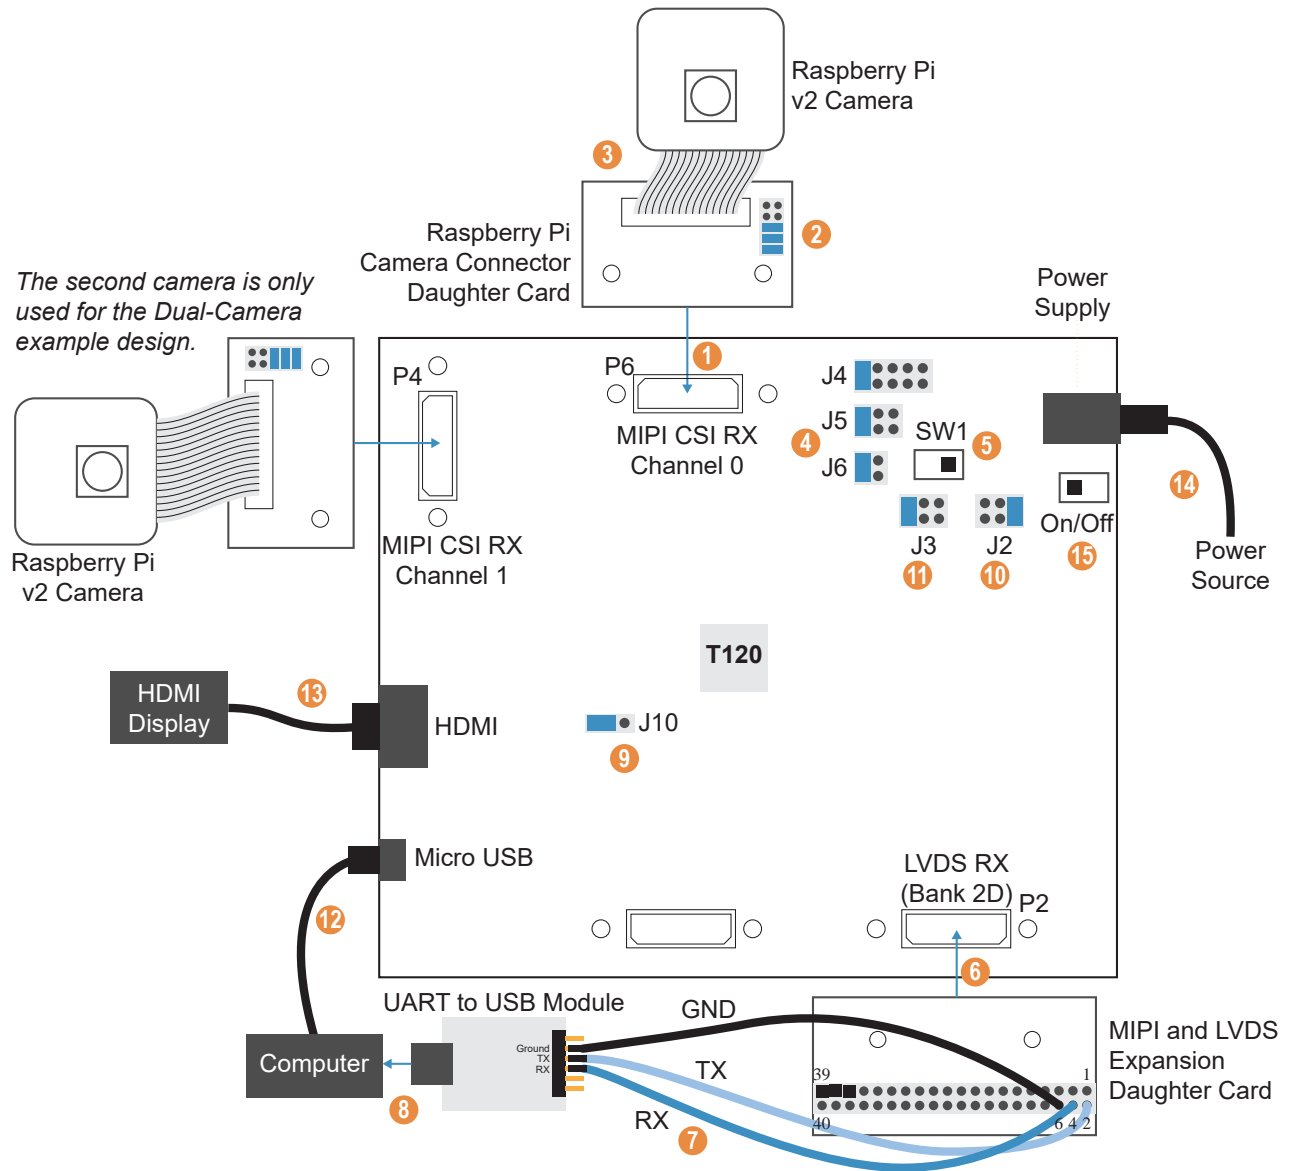 Raspberry Pi
v2 Camera
3
2
Raspberry Pi
Camera Connector
Daughter Card
Power
Supply
The second camera is only
used for the Dual-Camera
example design.
1
P4
P6
J4
J5
4
SW1
5
MIPI CSI RX
Channel 0
J6
14
On/Off
15
J3
11
J2
10
MIPI CSI RX
Channel 1
Power
Source
Raspberry Pi
v2 Camera
T120
HDMI
Display
13
HDMI
J10
9
Micro USB
12
LVDS RX
(Bank 2D)
P2
6
UART to USB Module
GND
Computer
8
Ground
TX
RX
TX
RX
7
39
1
40
6
4
2
MIPI and LVDS
Expansion
Daughter Card